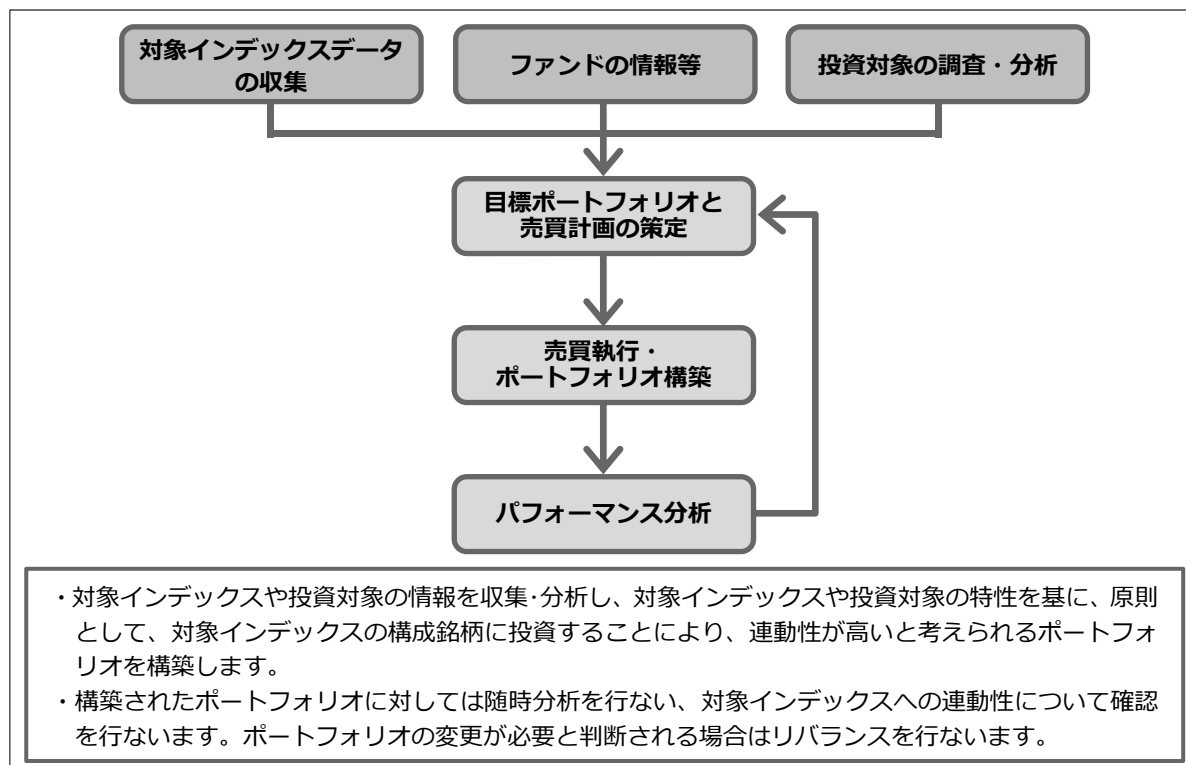 対象インデックスデータ
の収集
ファンドの情報等
投資対象の調査・分析
目標ポートフォリオと
売買計画の策定
売買執行・
ポートフォリオ構築
パフォーマンス分析
・対象インデックスや投資対象の情報を収集･分析し、対象インデックスや投資対象の特性を基に、原則
として、対象インデックスの構成銘柄に投資することにより、連動性が高いと考えられるポートフォ
リオを構築します。
・構築されたポートフォリオに対しては随時分析を行ない、対象インデックスへの連動性について確認
を行ないます。ポートフォリオの変更が必要と判断される場合はリバランスを行ないます。